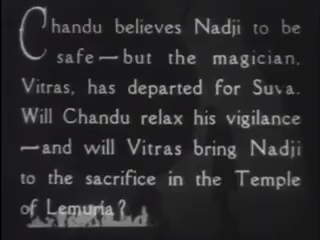 Chandu believes Nadji to be
safe—but the magician,
Vitras, has departed for Suva.
Will Chandu relax his vigilance
—and will Vitras bring Nadji
to the sacrifice in the Temple
of Lemuria?